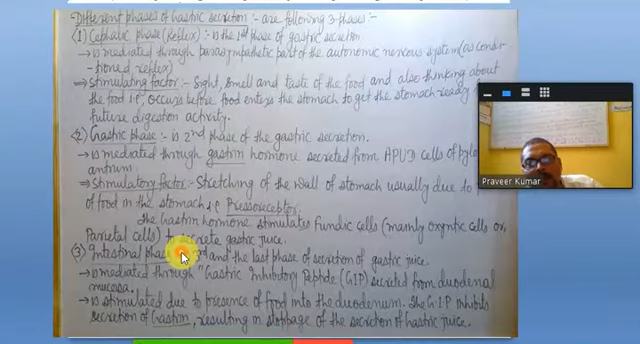 Different phases of Gastric secretion :- are following 3-phases :-
(1) Cephalic phase (Reflex) :- is the 1st phase of gastric secretion.
→ is mediated through parasympathetic part of the autonomic nervous system (as condi-
-tioned reflex)
⇒ Stimulating factor :- Sight, smell and taste of the food and also thinking about
the food i.e, occurs before food enters the stomach to get the stomach ready
future digestion activity.
(2) Gastric phase :- is 2nd phase of the gastric secretion.
→ is mediated through gastrin hormone secreted from APUD cells of
antrum.
⇒ Stimulating factor :- Stretching of the wall of stomach usually due to
of food in the stomach i.e Pressoreceptor.
The Gastrin hormone stimulates fundic cells (mainly oxyntic cells or,
Parietal cells) to secrete gastric juice.
(3) Intestinal phase and the last phase of secretion of gastric juice.
→ is mediated through "Gastric Inhibitory Peptide (GIP) secreted from duodenal
mucosa.
→ is stimulated due to presence of food into the duodenum. The G.I.P inhibits
secretion of Gastrin, resulting in stoppage of the secretion of Gastric juice.
Praveer Kumar